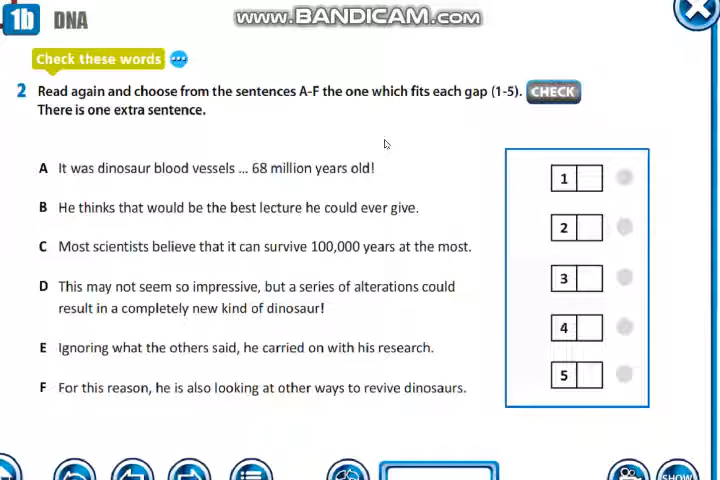 1b DNA
www.BANDICAM.com
Check these words
2 Read again and choose from the sentences A-F the one which fits each gap (1-5). CHECK
There is one extra sentence.
A It was dinosaur blood vessels ... 68 million years old!
B He thinks that would be the best lecture he could ever give.
C Most scientists believe that it can survive 100,000 years at the most.
D This may not seem so impressive, but a series of alterations could
result in a completely new kind of dinosaur!
E Ignoring what the others said, he carried on with his research.
F For this reason, he is also looking at other ways to revive dinosaurs.
1
2
3
4
5
SHOW